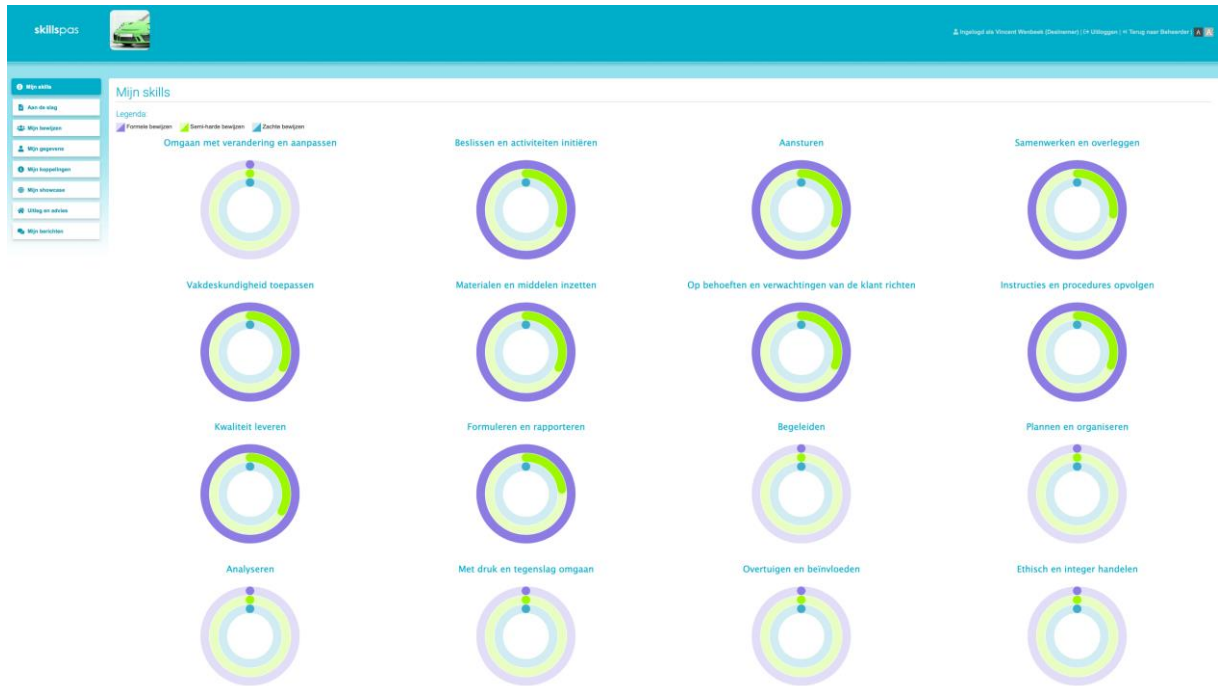 skillspas
Ingelogd als Vincent Wenbeek (Deelnemer) | Uitloggen | Terug naar Beheerder | A A
Mijn skills
Aan de slag
Mijn bewijzen
Mijn gegevens
Mijn koppelingen
Mijn showcase
Uitleg en advies
Mijn berichten
Mijn skills
Legenda:
Formele bewijzen Semi-harde bewijzen Zachte bewijzen
Omgaan met verandering en aanpassen Beslissen en activiteiten initiëren Aansturen Samenwerken en overleggen
Vakdeskundigheid toepassen Materialen en middelen inzetten Op behoeften en verwachtingen van de klant richten Instructies en procedures opvolgen
Kwaliteit leveren Formuleren en rapporteren Begeleiden Plannen en organiseren
Analyseren Met druk en tegenslag omgaan Overtuigen en beïnvloeden Ethisch en integer handelen